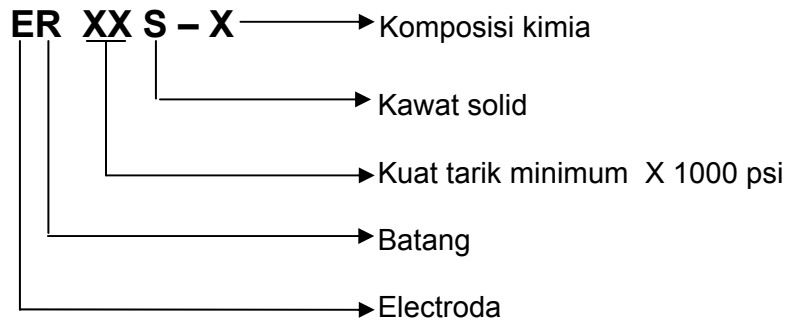 ER XX S – X Komposisi kimia
Kawat solid
Kuat tarik minimum X 1000 psi
Batang
Electroda